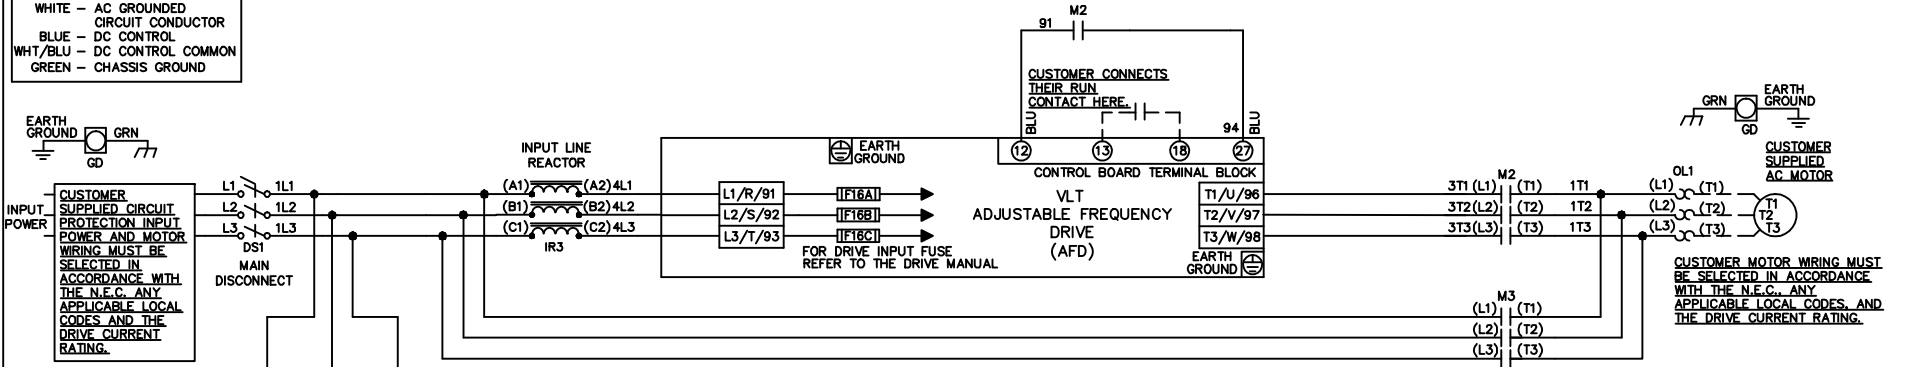 WHITE – AC GROUNDED
CIRCUIT CONDUCTOR
BLUE – DC CONTROL
WHT/BLU – DC CONTROL COMMON
GREEN – CHASSIS GROUND
EARTH
GROUND
GRN
GD
INPUT
POWER
CUSTOMER
SUPPLIED CIRCUIT
PROTECTION INPUT
POWER AND MOTOR
WIRING MUST BE
SELECTED IN
ACCORDANCE WITH
THE N.E.C. ANY
APPLICABLE LOCAL
CODES AND THE
DRIVE CURRENT
RATING.
L1 1L1
L2 1L2
L3 1L3
DS1
MAIN
DISCONNECT
INPUT LINE
REACTOR
(A1) (A2) 4L1
(B1) (B2) 4L2
(C1) (C2) 4L3
IR3
L1/R/91
L2/S/92
L3/T/93
EARTH
GROUND
F16A
F16B
F16C
FOR DRIVE INPUT FUSE
REFER TO THE DRIVE MANUAL
M2
91
CUSTOMER CONNECTS
THEIR RUN
CONTACT HERE.
BLU
94 BLU
12 13 18 27
CONTROL BOARD TERMINAL BLOCK
VLT
ADJUSTABLE FREQUENCY
DRIVE
(AFD)
T1/U/96
T2/V/97
T3/W/98
EARTH
GROUND
M2
3T1 (L1) (T1) 1T1
3T2(L2) (T2) 1T2
3T3(L3) (T3) 1T3
M3
(L1) (T1)
(L2) (T2)
(L3) (T3)
OL1
(L1) (T1)
(L2) (T2)
(L3) (T3)
T1
T2
T3
GRN
GD
EARTH
GROUND
CUSTOMER
SUPPLIED
AC MOTOR
CUSTOMER MOTOR WIRING MUST
BE SELECTED IN ACCORDANCE
WITH THE N.E.C., ANY
APPLICABLE LOCAL CODES, AND
THE DRIVE CURRENT RATING.